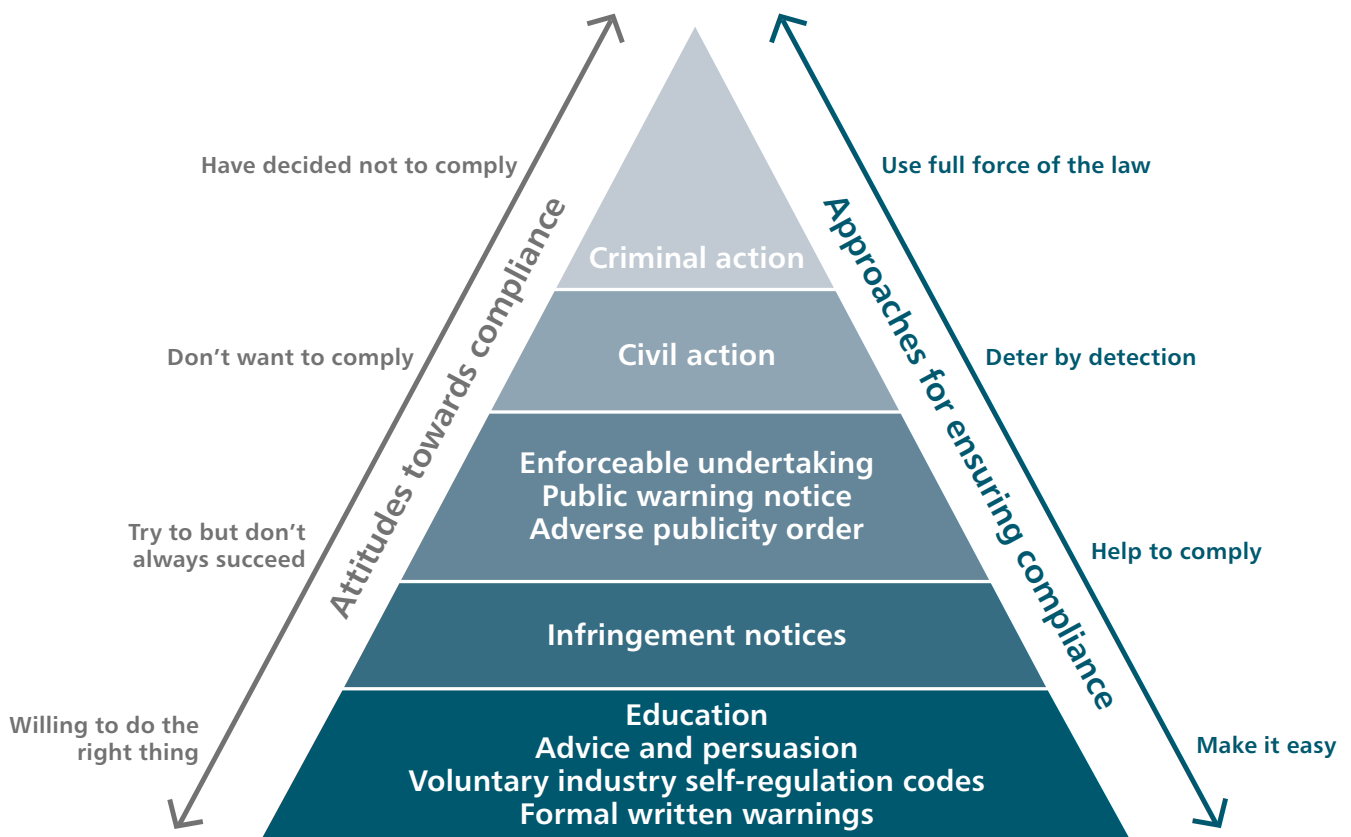 Have decided not to comply
Use full force of the law
Attitudes towards compliance
Approaches for ensuring compliance
Criminal action
Don’t want to comply
Civil action
Deter by detection
Enforceable undertaking
Public warning notice
Adverse publicity order
Try to but don’t
always succeed
Help to comply
Infringement notices
Willing to do the
right thing
Education
Advice and persuasion
Voluntary industry self-regulation codes
Formal written warnings
Make it easy